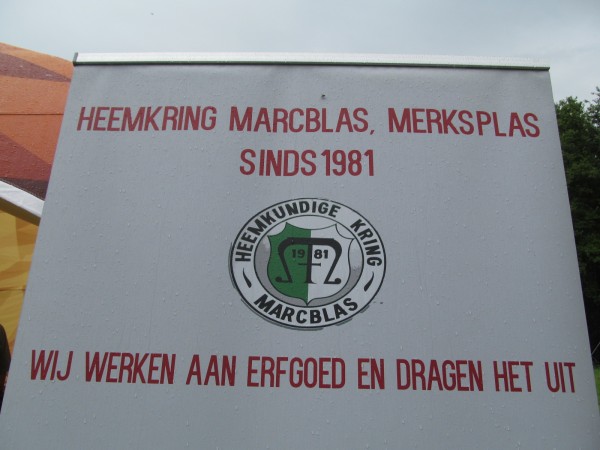 HEEMKRING MARCBLAS, MERKSPLAS
SINDS 1981
HEEMKUNDIGE KRING
1981
MARCBLAS
WIJ WERKEN AAN ERFGOED EN DRAGEN HET UIT